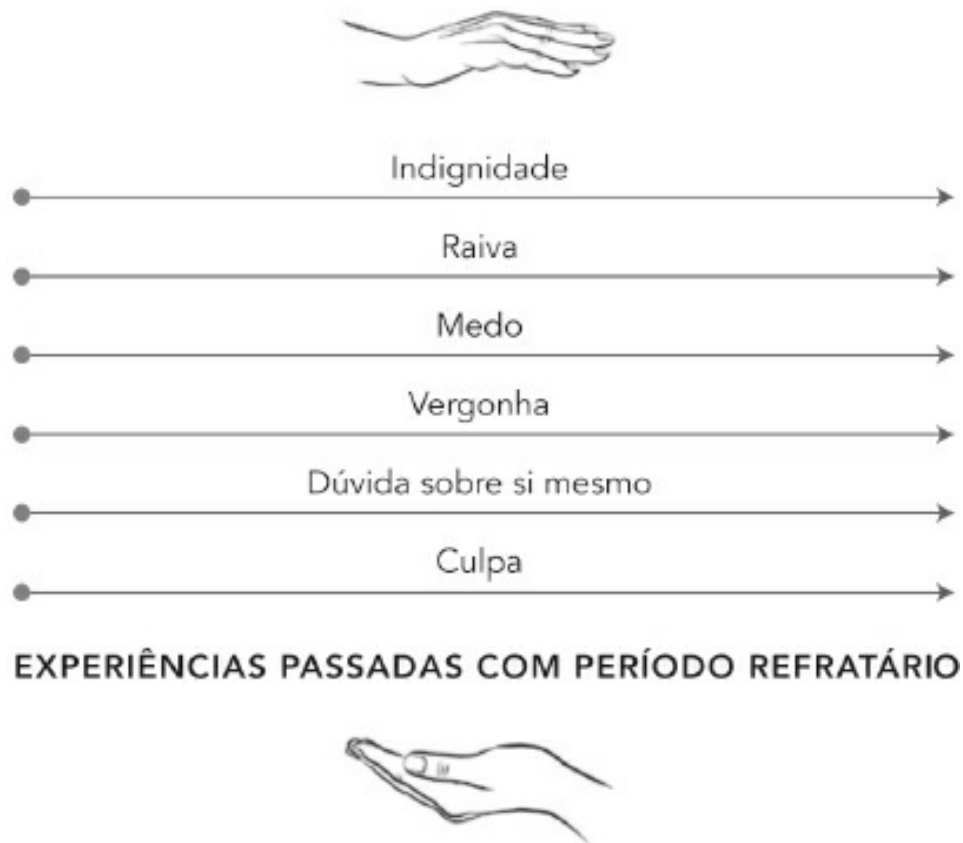 Indignidade
Raiva
Medo
Vergonha
Dúvida sobre si mesmo
Culpa
EXPERIÊNCIAS PASSADAS COM PERÍODO REFRATÁRIO